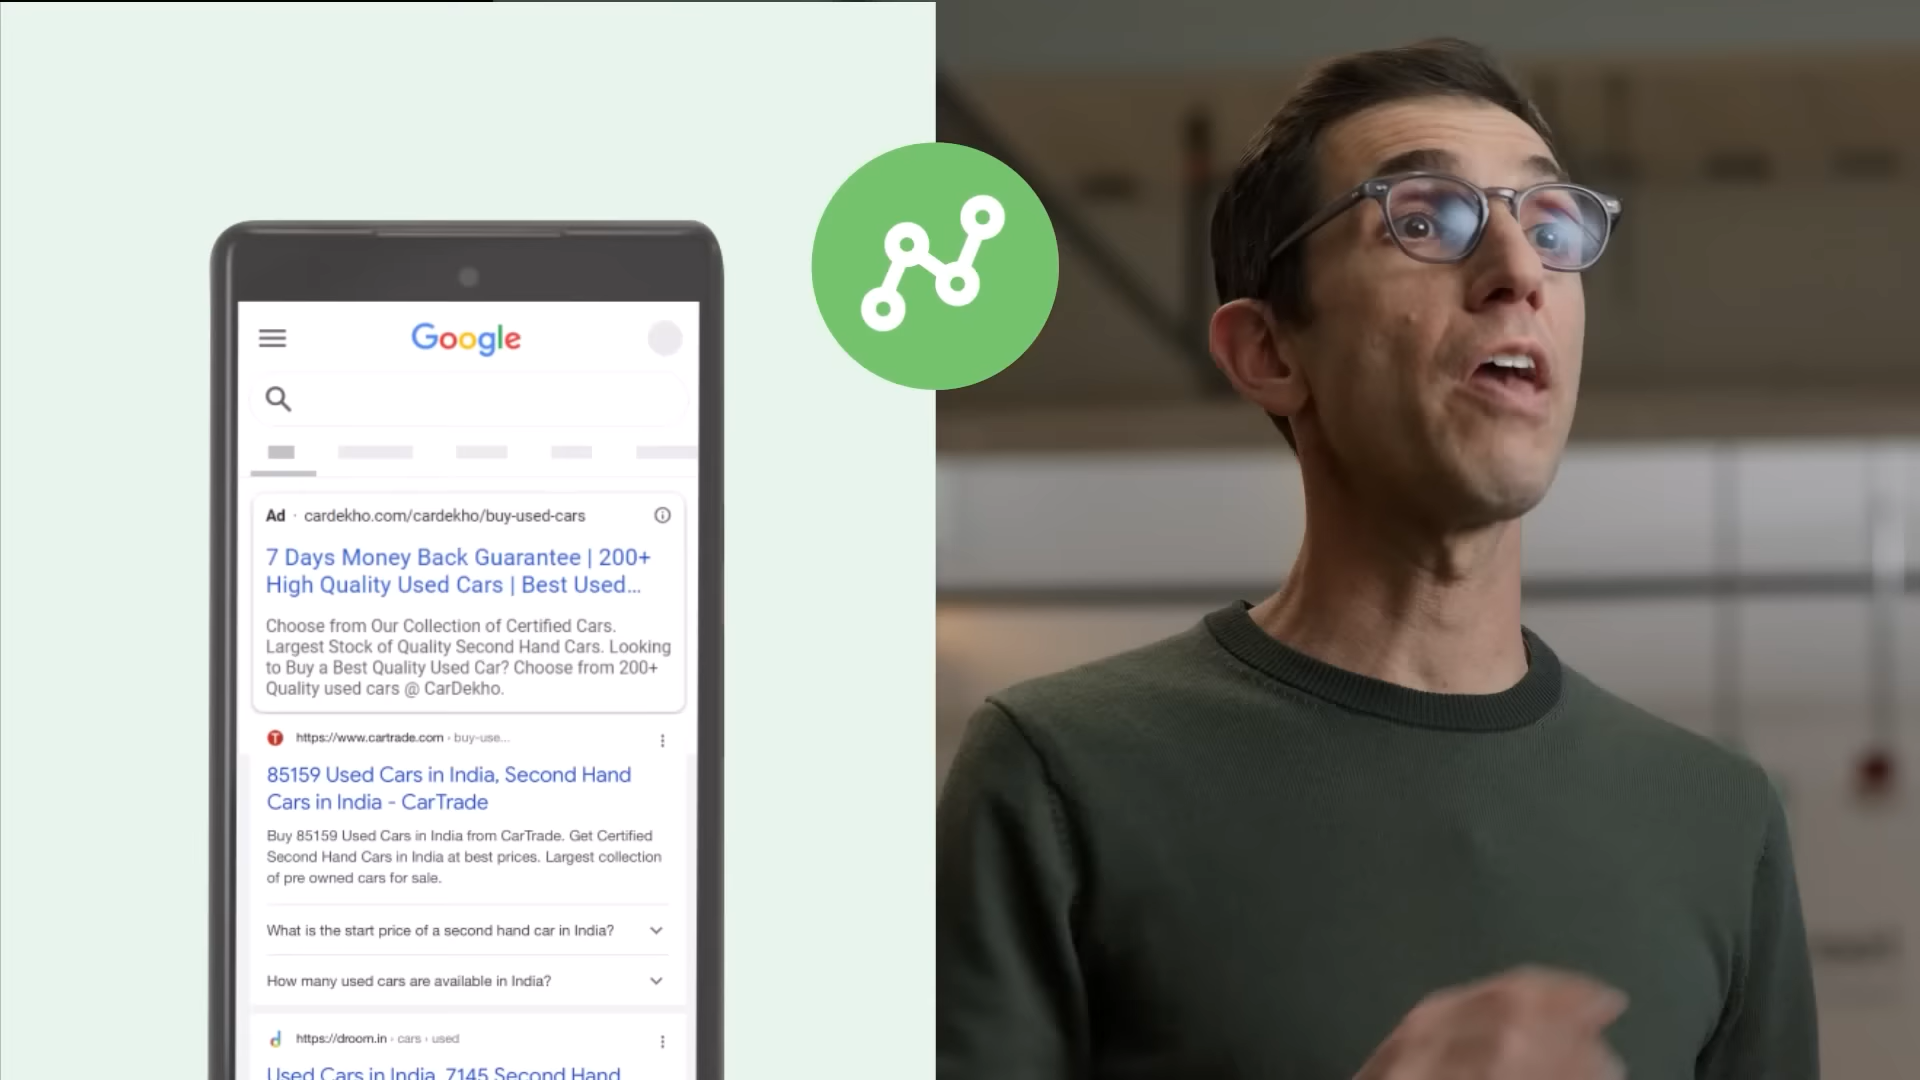 Google
Ad · cardekho.com/cardekho/buy-used-cars
7 Days Money Back Guarantee | 200+
High Quality Used Cars | Best Used...
Choose from Our Collection of Certified Cars.
Largest Stock of Quality Second Hand Cars. Looking
to Buy a Best Quality Used Car? Choose from 200+
Quality used cars @ CarDekho.
T
https://www.cartrade.com › buy-use...
85159 Used Cars in India, Second Hand
Cars in India - CarTrade
Buy 85159 Used Cars in India from CarTrade. Get Certified
Second Hand Cars in India at best prices. Largest collection
of pre owned cars for sale.
What is the start price of a second hand car in India?
How many used cars are available in India?
d
https://droom.in › cars › used
Used Cars in India, 7145 Second Hand